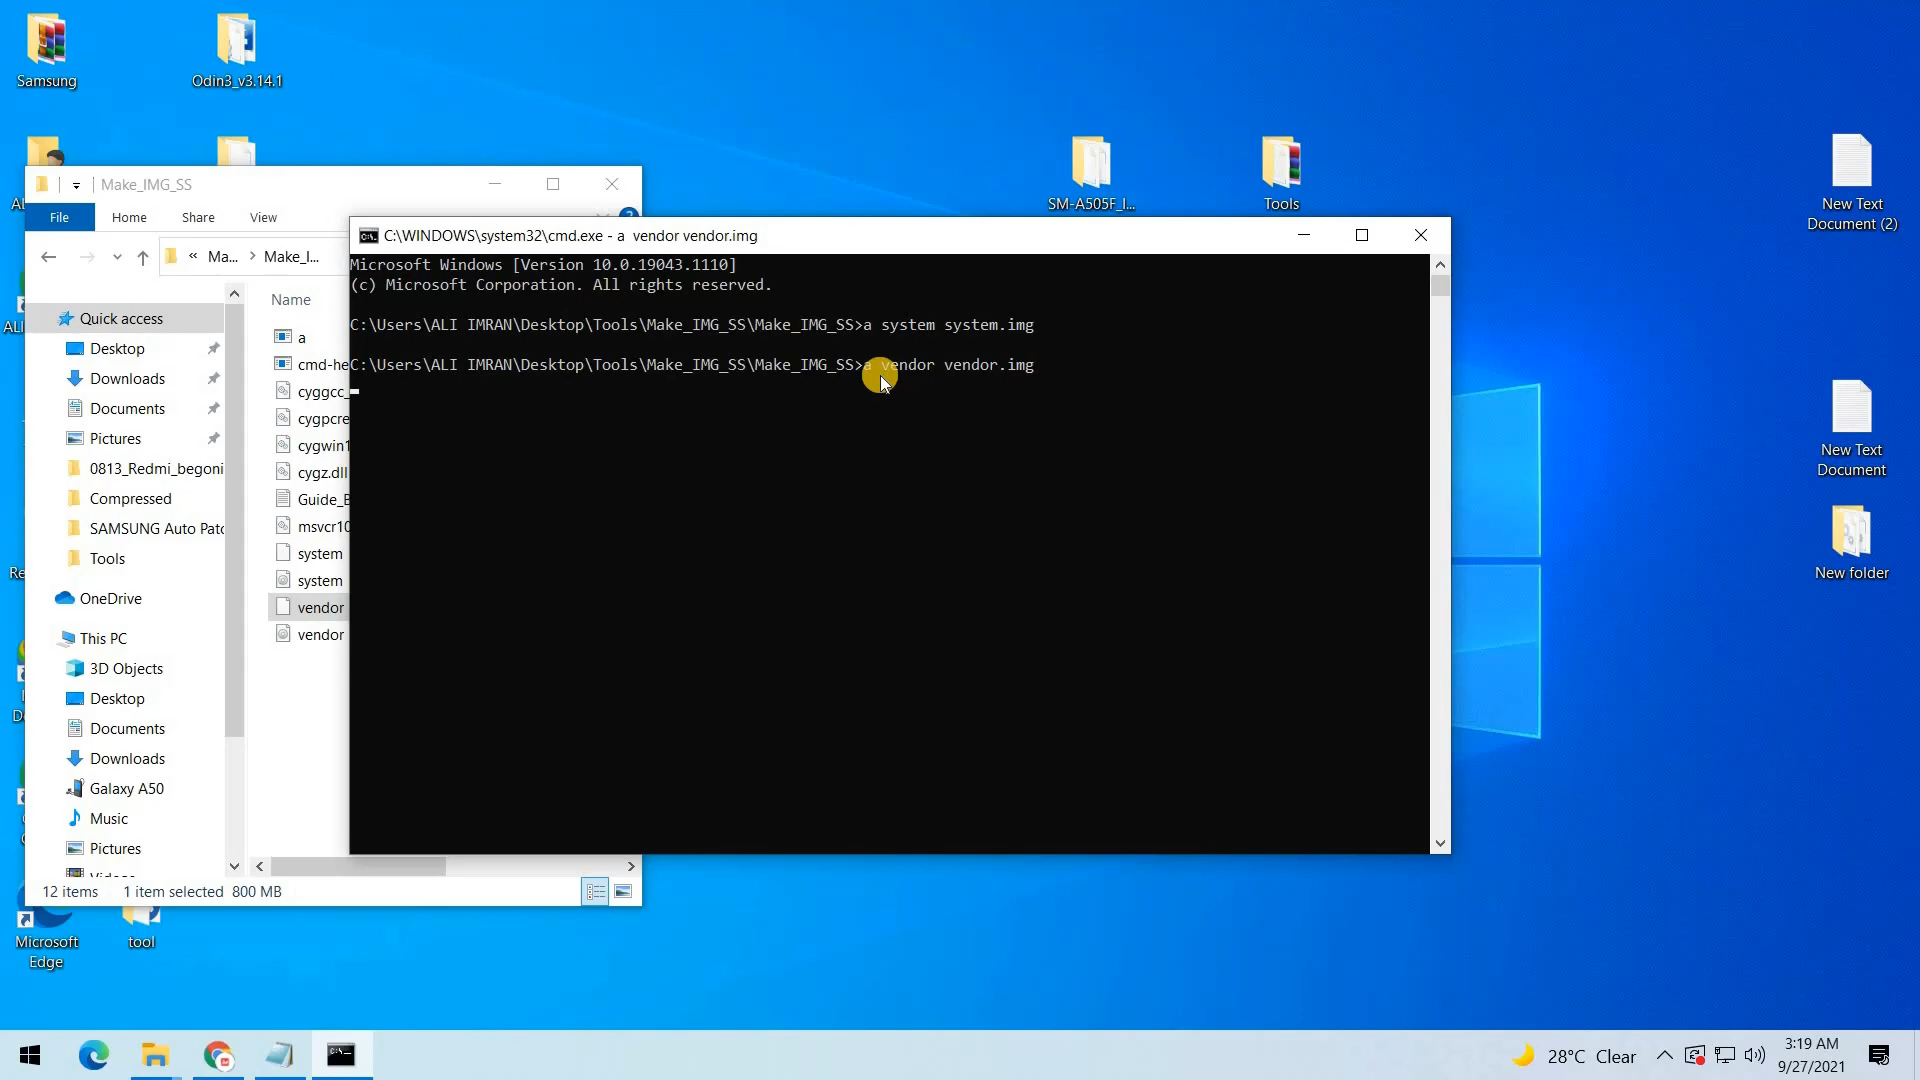 Samsung
Odin3_v3.14.1
SM-A505F_I...
Tools
New Text
Document (2)
New Text
Document
New folder
Make_IMG_SS
File
Home
Share
View
« Ma... > Make_I...
Name
Quick access
Desktop
Downloads
Documents
Pictures
0813_Redmi_begoni
Compressed
SAMSUNG Auto Patc
Tools
OneDrive
This PC
3D Objects
Desktop
Documents
Downloads
Galaxy A50
Music
Pictures
a
cmd-he
cyggcc_
cygpcre
cygwin1
cygz.dll
Guide_B
msvcr10
system
system
vendor
vendor
12 items
1 item selected 800 MB
C:\WINDOWS\system32\cmd.exe - a  vendor vendor.img
Microsoft Windows [Version 10.0.19043.1110]
(c) Microsoft Corporation. All rights reserved.
C:\Users\ALI IMRAN\Desktop\Tools\Make_IMG_SS\Make_IMG_SS>a system system.img
C:\Users\ALI IMRAN\Desktop\Tools\Make_IMG_SS\Make_IMG_SS>a vendor vendor.img
Microsoft
Edge
tool
28°C Clear
3:19 AM
9/27/2021